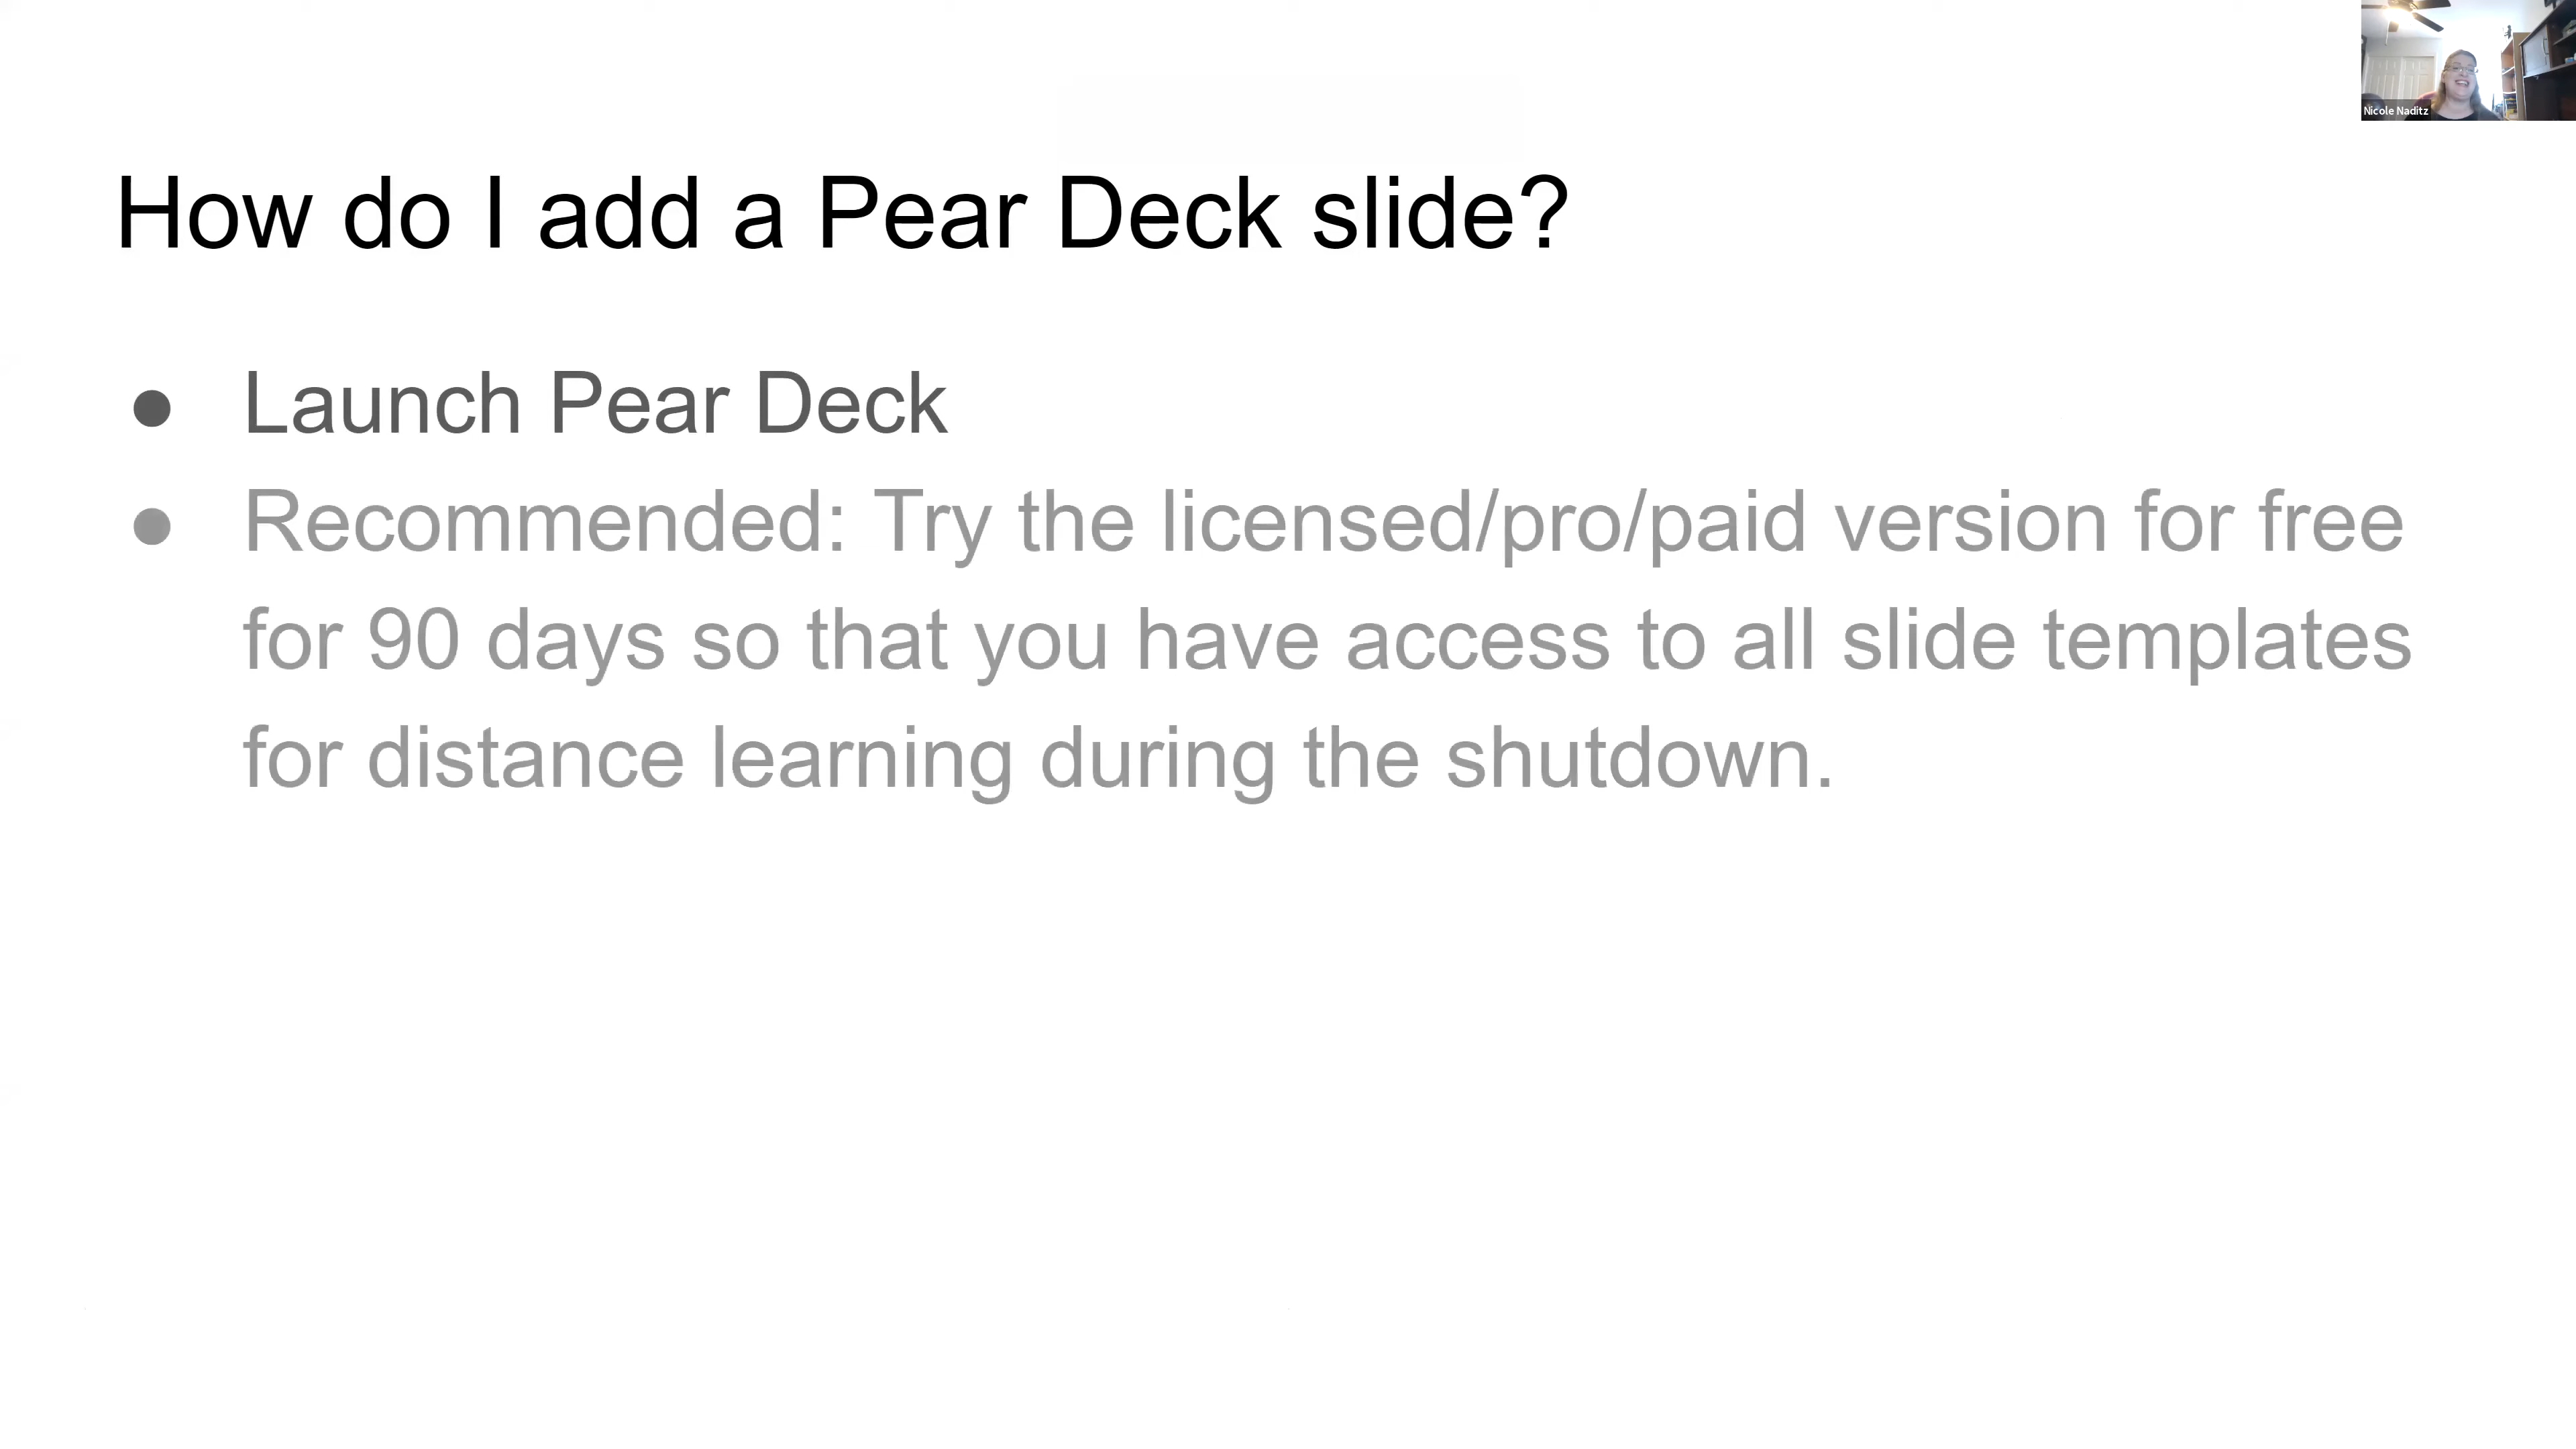 Nicole Naditz
How do I add a Pear Deck slide?
● Launch Pear Deck
● Recommended: Try the licensed/pro/paid version for free
for 90 days so that you have access to all slide templates
for distance learning during the shutdown.